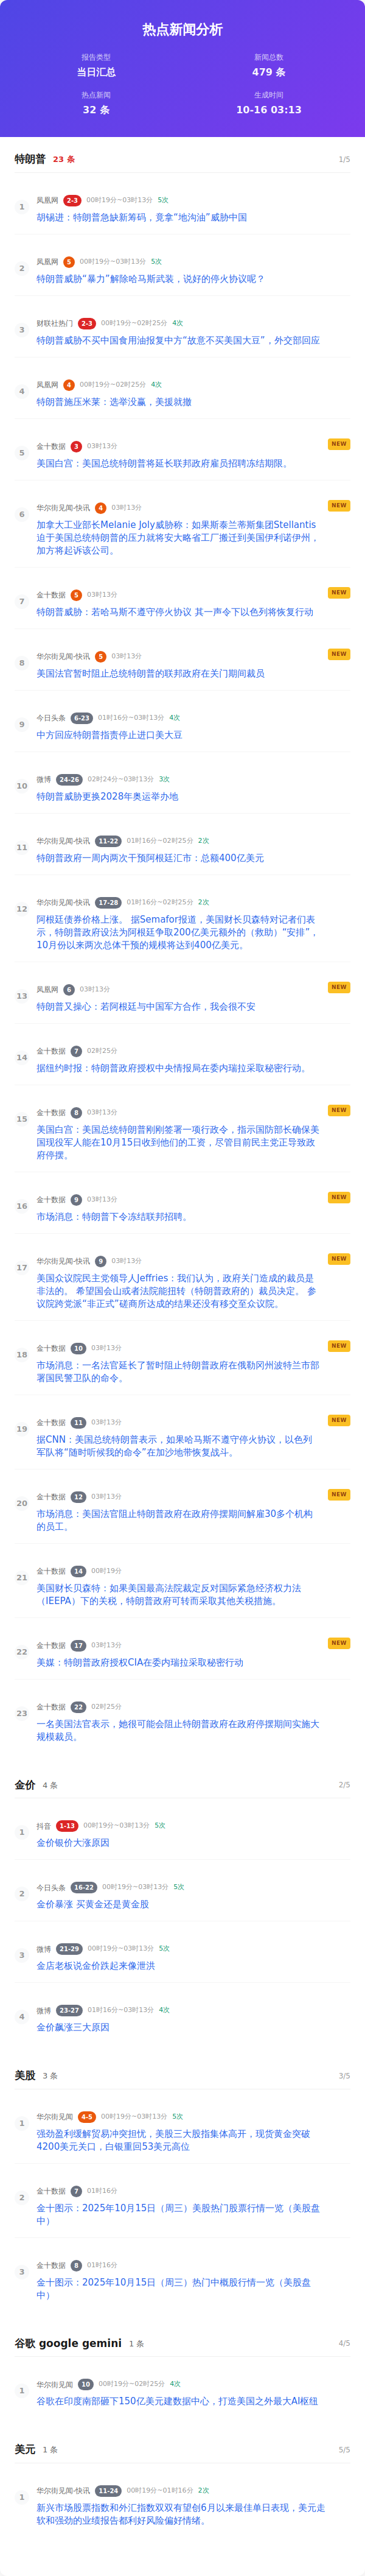 热点新闻分析
报告类型
当日汇总
新闻总数
479 条
热点新闻
32 条
生成时间
10-16 03:13
特朗普 23 条 1/5
1
凤凰网 2-3 00时19分~03时13分 5次
胡锡进：特朗普急缺新筹码，竟拿“地沟油”威胁中国
2
凤凰网 5 00时19分~03时13分 5次
特朗普威胁“暴力”解除哈马斯武装，说好的停火协议呢？
3
财联社热门 2-3 00时19分~02时25分 4次
特朗普威胁不买中国食用油报复中方“故意不买美国大豆”，外交部回应
4
凤凰网 4 00时19分~02时25分 4次
特朗普施压米莱：选举没赢，美援就撤
5
金十数据 3 03时13分 NEW
美国白宫：美国总统特朗普将延长联邦政府雇员招聘冻结期限。
6
华尔街见闻-快讯 4 03时13分 NEW
加拿大工业部长Melanie Joly威胁称：如果斯泰兰蒂斯集团Stellantis
迫于美国总统特朗普的压力就将安大略省工厂搬迁到美国伊利诺伊州，
加方将起诉该公司。
7
金十数据 5 03时13分 NEW
特朗普威胁：若哈马斯不遵守停火协议 其一声令下以色列将恢复行动
8
华尔街见闻-快讯 5 03时13分 NEW
美国法官暂时阻止总统特朗普的联邦政府在关门期间裁员
9
今日头条 6-23 01时16分~03时13分 4次
中方回应特朗普指责停止进口美大豆
10
微博 24-26 02时24分~03时13分 3次
特朗普威胁更换2028年奥运举办地
11
华尔街见闻-快讯 11-22 01时16分~02时25分 2次
特朗普政府一周内两次干预阿根廷汇市：总额400亿美元
12
华尔街见闻-快讯 17-28 01时16分~02时25分 2次
阿根廷债券价格上涨。 据Semafor报道，美国财长贝森特对记者们表
示，特朗普政府设法为阿根廷争取200亿美元额外的（救助）“安排”，
10月份以来两次总体干预的规模将达到400亿美元。
13
凤凰网 6 03时13分 NEW
特朗普又操心：若阿根廷与中国军方合作，我会很不安
14
金十数据 7 02时25分
据纽约时报：特朗普政府授权中央情报局在委内瑞拉采取秘密行动。
15
金十数据 8 03时13分 NEW
美国白宫：美国总统特朗普刚刚签署一项行政令，指示国防部长确保美
国现役军人能在10月15日收到他们的工资，尽管目前民主党正导致政
府停摆。
16
金十数据 9 03时13分 NEW
市场消息：特朗普下令冻结联邦招聘。
17
华尔街见闻-快讯 9 03时13分 NEW
美国众议院民主党领导人Jeffries：我们认为，政府关门造成的裁员是
非法的。 希望国会山或者法院能扭转（特朗普政府的）裁员决定。 参
议院跨党派“非正式”磋商所达成的结果还没有移交至众议院。
18
金十数据 10 03时13分 NEW
市场消息：一名法官延长了暂时阻止特朗普政府在俄勒冈州波特兰市部
署国民警卫队的命令。
19
金十数据 11 03时13分 NEW
据CNN：美国总统特朗普表示，如果哈马斯不遵守停火协议，以色列
军队将“随时听候我的命令”在加沙地带恢复战斗。
20
金十数据 12 03时13分 NEW
市场消息：美国法官阻止特朗普政府在政府停摆期间解雇30多个机构
的员工。
21
金十数据 14 00时19分
美国财长贝森特：如果美国最高法院裁定反对国际紧急经济权力法
（IEEPA）下的关税，特朗普政府可转而采取其他关税措施。
22
金十数据 17 03时13分 NEW
美媒：特朗普政府授权CIA在委内瑞拉采取秘密行动
23
金十数据 22 02时25分
一名美国法官表示，她很可能会阻止特朗普政府在政府停摆期间实施大
规模裁员。
金价 4 条 2/5
1
抖音 1-13 00时19分~03时13分 5次
金价银价大涨原因
2
今日头条 16-22 00时19分~03时13分 5次
金价暴涨 买黄金还是黄金股
3
微博 21-29 00时19分~03时13分 5次
金店老板说金价跌起来像泄洪
4
微博 23-27 01时16分~03时13分 4次
金价飙涨三大原因
美股 3 条 3/5
1
华尔街见闻 4-5 00时19分~03时13分 5次
强劲盈利缓解贸易冲突担忧，美股三大股指集体高开，现货黄金突破
4200美元关口，白银重回53美元高位
2
金十数据 7 01时16分
金十图示：2025年10月15日（周三）美股热门股票行情一览（美股盘
中）
3
金十数据 8 01时16分
金十图示：2025年10月15日（周三）热门中概股行情一览（美股盘
中）
谷歌 google gemini 1 条 4/5
1
华尔街见闻 10 00时19分~02时25分 4次
谷歌在印度南部砸下150亿美元建数据中心，打造美国之外最大AI枢纽
美元 1 条 5/5
1
华尔街见闻-快讯 11-24 00时19分~01时16分 2次
新兴市场股票指数和外汇指数双双有望创6月以来最佳单日表现，美元走
软和强劲的业绩报告都利好风险偏好情绪。